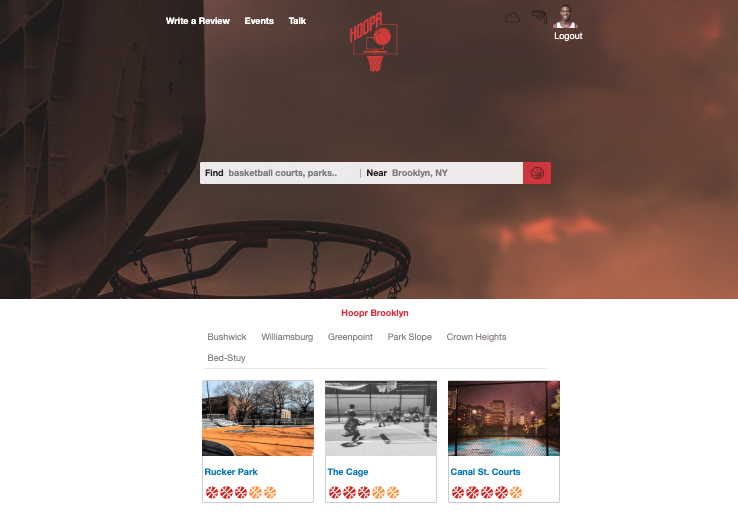 Write a Review Events Talk
HOOPR
Logout
Find basketball courts, parks.. | Near Brooklyn, NY
Hoopr Brooklyn
Bushwick Williamsburg Greenpoint Park Slope Crown Heights
Bed-Stuy
Rucker Park The Cage Canal St. Courts